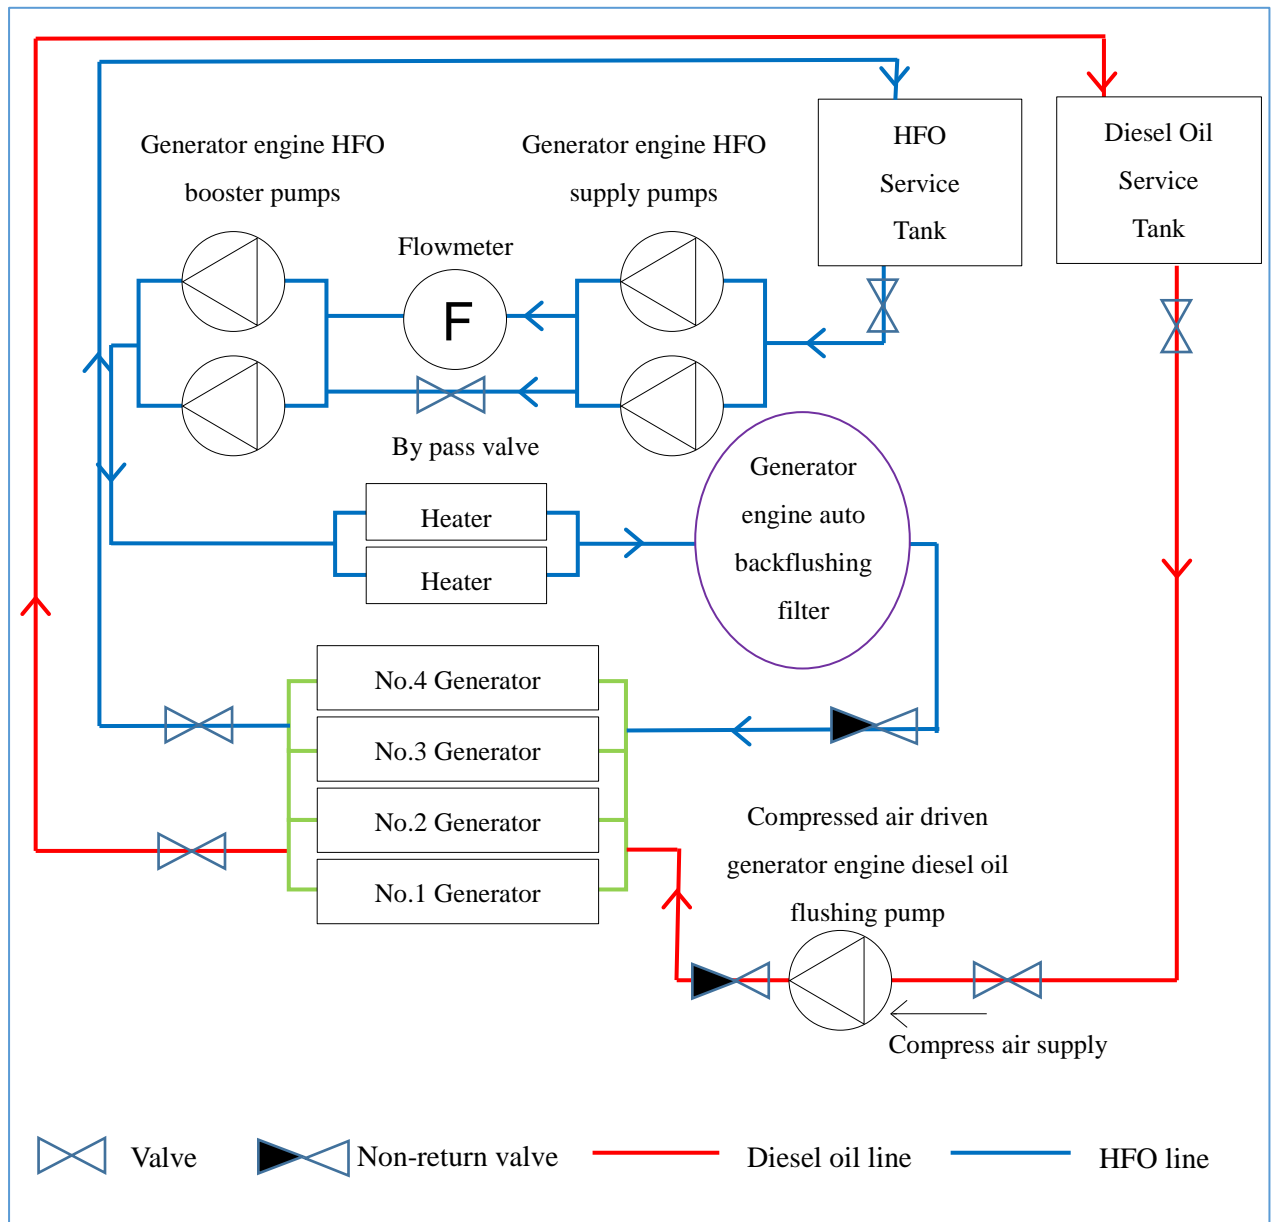 Generator engine HFO
booster pumps
Generator engine HFO
supply pumps
HFO
Service
Tank
Diesel Oil
Service
Tank
Flowmeter
F
By pass valve
Heater
Heater
Generator
engine auto
backflushing
filter
No.4 Generator
No.3 Generator
No.2 Generator
No.1 Generator
Compressed air driven
generator engine diesel oil
flushing pump
Compress air supply
Valve
Non-return valve
Diesel oil line
HFO line